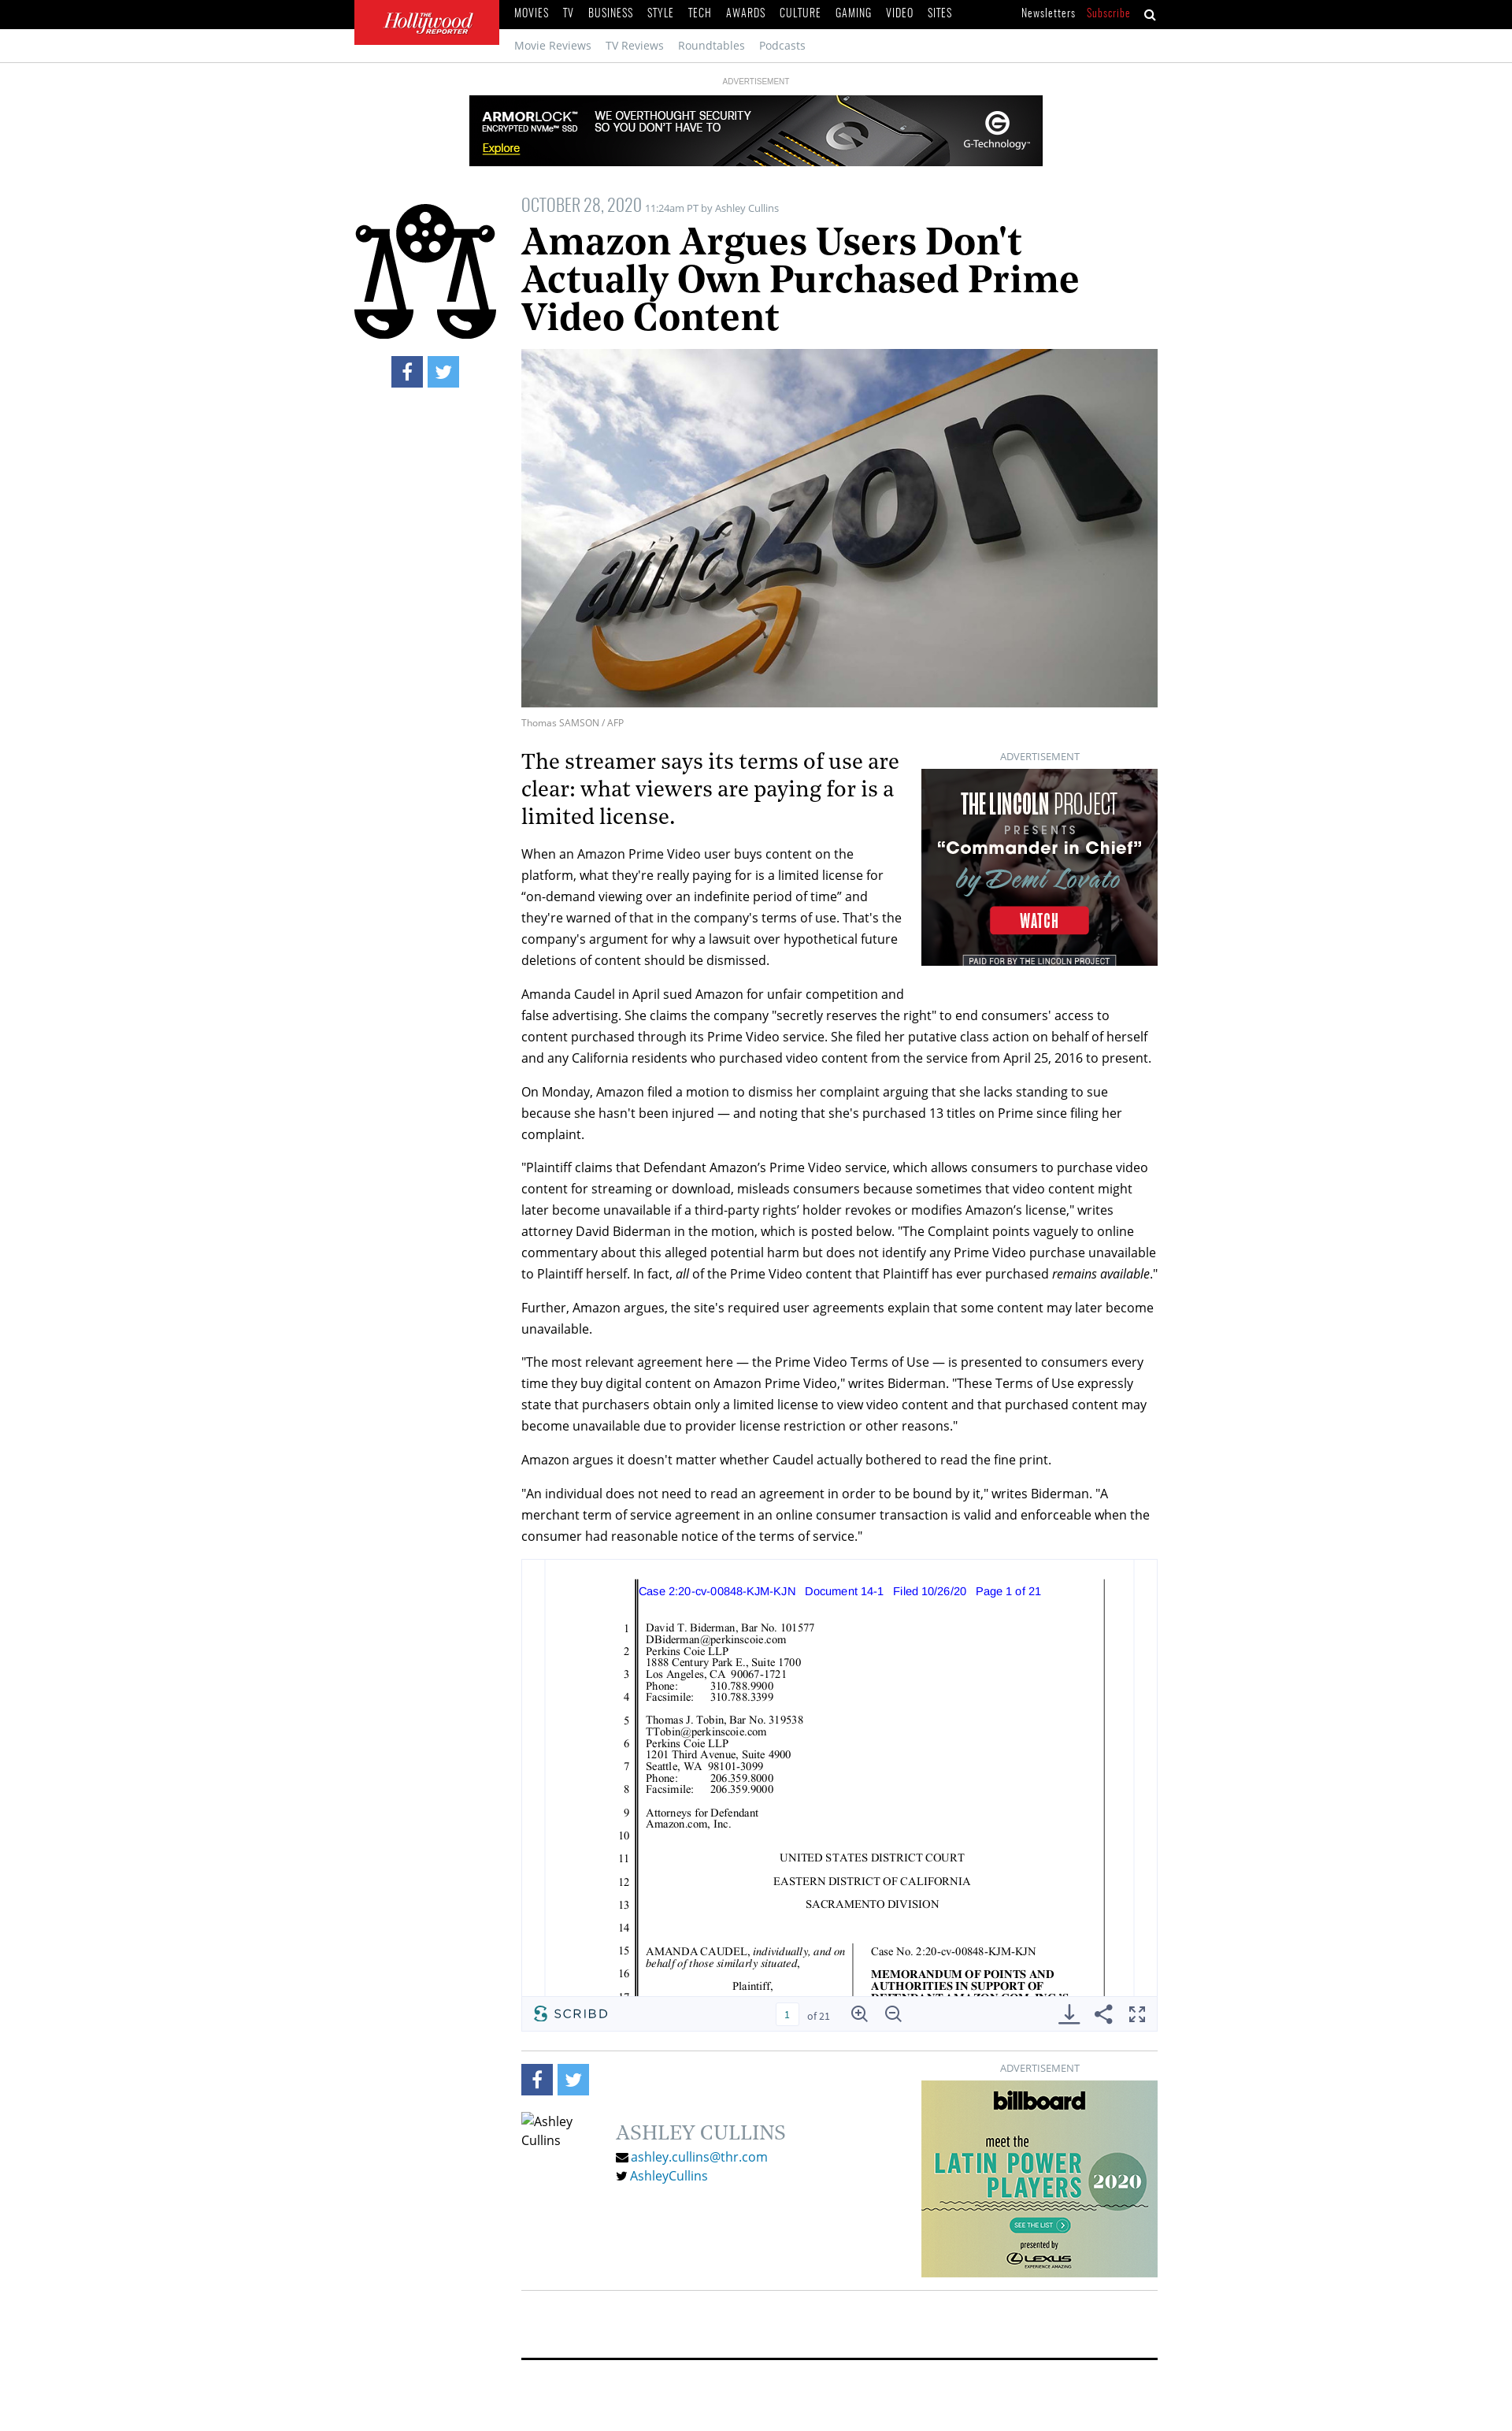 THE
Hollywood
REPORTER
MOVIES TV BUSINESS STYLE TECH AWARDS CULTURE GAMING VIDEO SITES
Newsletters Subscribe
Movie Reviews TV Reviews Roundtables Podcasts
ADVERTISEMENT
ARMORLOCK™
ENCRYPTED NVMe™ SSD
Explore
WE OVERTHOUGHT SECURITY
SO YOU DON'T HAVE TO
G
G-Technology™
OCTOBER 28, 2020 11:24am PT by Ashley Cullins
Amazon Argues Users Don't
Actually Own Purchased Prime
Video Content
amazon
Thomas SAMSON / AFP
The streamer says its terms of use are
clear: what viewers are paying for is a
limited license.
ADVERTISEMENT
THE LINCOLN PROJECT
PRESENTS
“Commander in Chief”
by Demi Lovato
WATCH
PAID FOR BY THE LINCOLN PROJECT
When an Amazon Prime Video user buys content on the
platform, what they're really paying for is a limited license for
“on-demand viewing over an indefinite period of time” and
they're warned of that in the company's terms of use. That's the
company's argument for why a lawsuit over hypothetical future
deletions of content should be dismissed.
Amanda Caudel in April sued Amazon for unfair competition and
false advertising. She claims the company "secretly reserves the right" to end consumers' access to
content purchased through its Prime Video service. She filed her putative class action on behalf of herself
and any California residents who purchased video content from the service from April 25, 2016 to present.
On Monday, Amazon filed a motion to dismiss her complaint arguing that she lacks standing to sue
because she hasn't been injured — and noting that she's purchased 13 titles on Prime since filing her
complaint.
"Plaintiff claims that Defendant Amazon’s Prime Video service, which allows consumers to purchase video
content for streaming or download, misleads consumers because sometimes that video content might
later become unavailable if a third-party rights’ holder revokes or modifies Amazon’s license," writes
attorney David Biderman in the motion, which is posted below. "The Complaint points vaguely to online
commentary about this alleged potential harm but does not identify any Prime Video purchase unavailable
to Plaintiff herself. In fact, all of the Prime Video content that Plaintiff has ever purchased remains available."
Further, Amazon argues, the site's required user agreements explain that some content may later become
unavailable.
"The most relevant agreement here — the Prime Video Terms of Use — is presented to consumers every
time they buy digital content on Amazon Prime Video," writes Biderman. "These Terms of Use expressly
state that purchasers obtain only a limited license to view video content and that purchased content may
become unavailable due to provider license restriction or other reasons."
Amazon argues it doesn't matter whether Caudel actually bothered to read the fine print.
"An individual does not need to read an agreement in order to be bound by it," writes Biderman. "A
merchant term of service agreement in an online consumer transaction is valid and enforceable when the
consumer had reasonable notice of the terms of service."
Case 2:20-cv-00848-KJM-KJN Document 14-1 Filed 10/26/20 Page 1 of 21
1 David T. Biderman, Bar No. 101577
DBiderman@perkinscoie.com
2 Perkins Coie LLP
1888 Century Park E., Suite 1700
3 Los Angeles, CA 90067-1721
Phone: 310.788.9900
4 Facsimile: 310.788.3399
5 Thomas J. Tobin, Bar No. 319538
TTobin@perkinscoie.com
6 Perkins Coie LLP
1201 Third Avenue, Suite 4900
7 Seattle, WA 98101-3099
Phone: 206.359.8000
8 Facsimile: 206.359.9000
9 Attorneys for Defendant
Amazon.com, Inc.
10
11 UNITED STATES DISTRICT COURT
12 EASTERN DISTRICT OF CALIFORNIA
13 SACRAMENTO DIVISION
14
15 AMANDA CAUDEL, individually, and on Case No. 2:20-cv-00848-KJM-KJN
behalf of those similarly situated,
16 MEMORANDUM OF POINTS AND
Plaintiff, AUTHORITIES IN SUPPORT OF
17 DEFENDANT AMAZON.COM, INC.'S
SCRIBD
1 of 21
ADVERTISEMENT
billboard
meet the
LATIN POWER
PLAYERS
2020
SEE THE LIST
presented by
LEXUS
EXPERIENCE AMAZING
Ashley
Cullins
ASHLEY CULLINS
ashley.cullins@thr.com
AshleyCullins